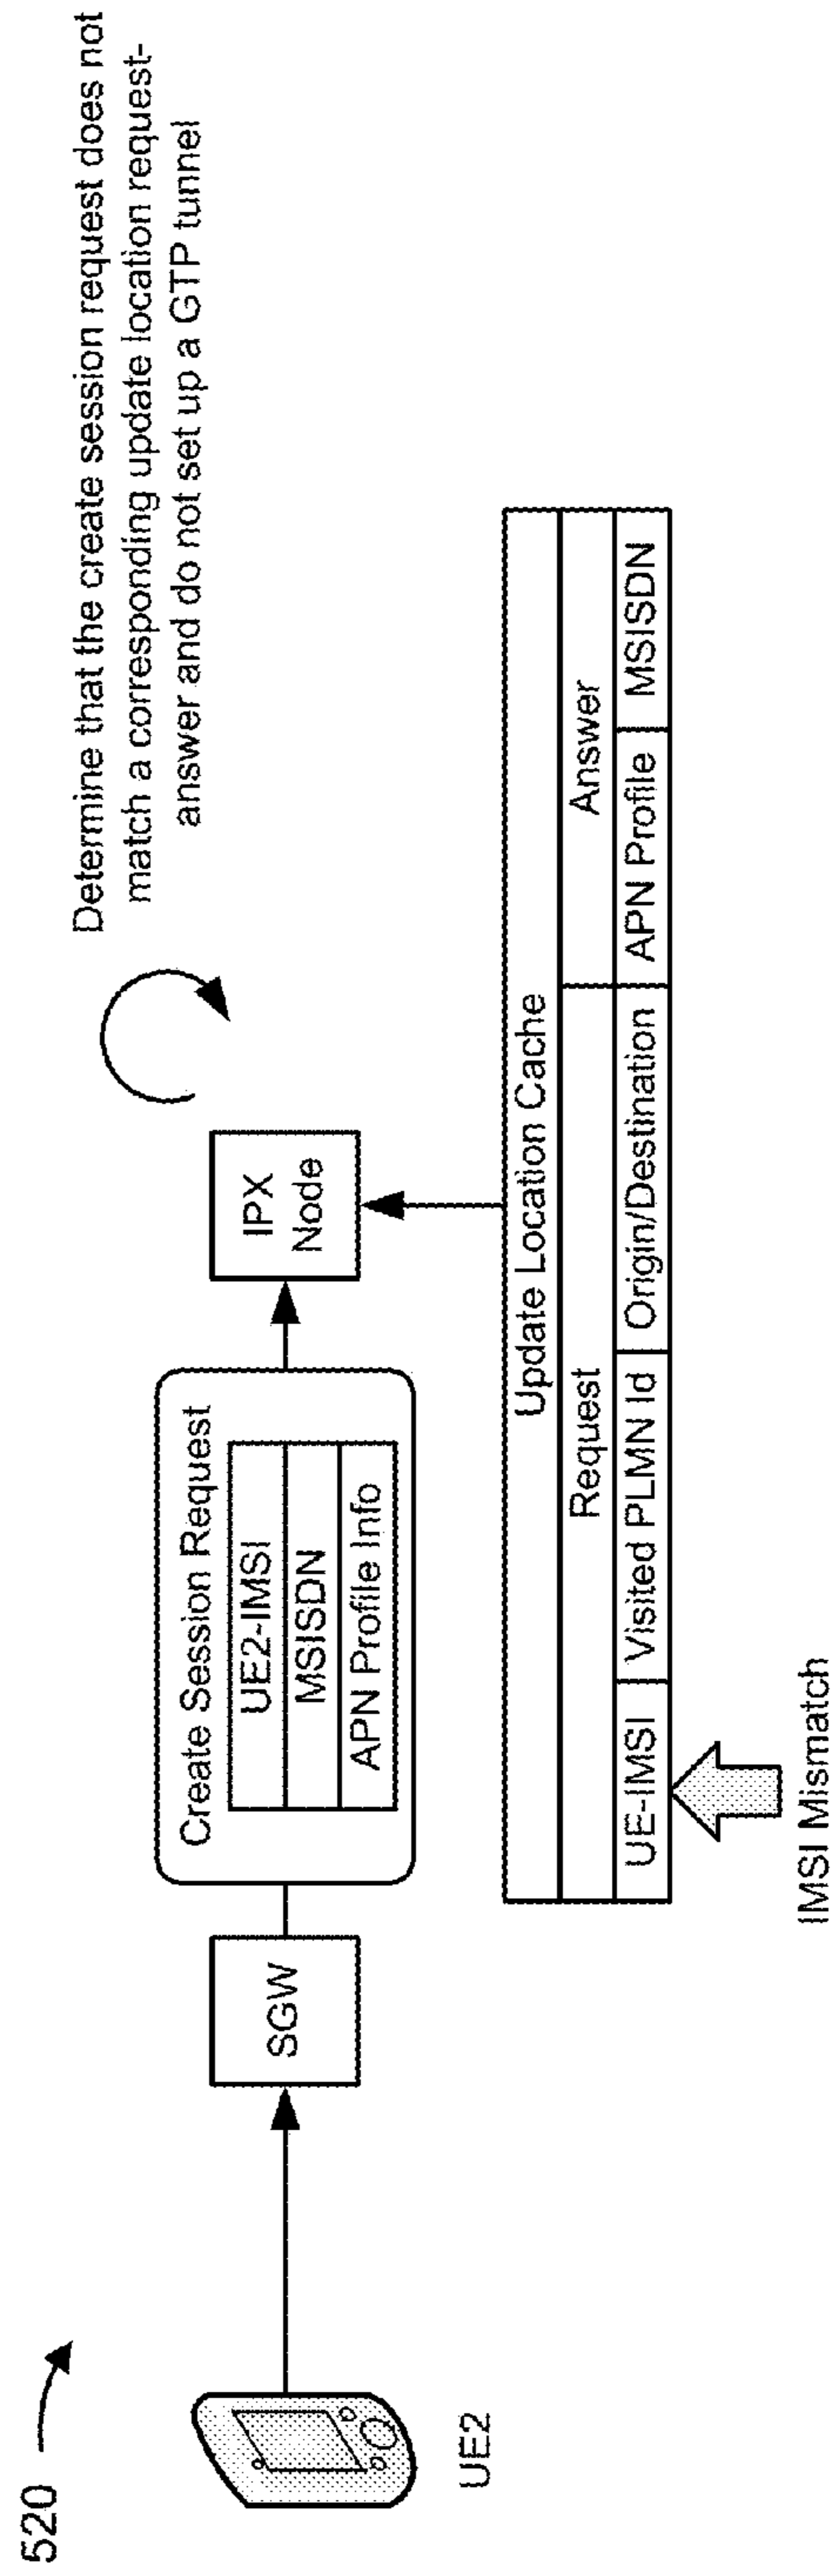 520
Determine that the create session request does not
match a corresponding update location request-
answer and do not set up a GTP tunnel
UE2
SGW
Create Session Request
UE2-IMSI
MSISDN
APN Profile Info
IPX
Node
Update Location Cache
Request
Answer
UE-IMSI
Visited PLMN Id
Origin/Destination
APN Profile
MSISDN
IMSI Mismatch